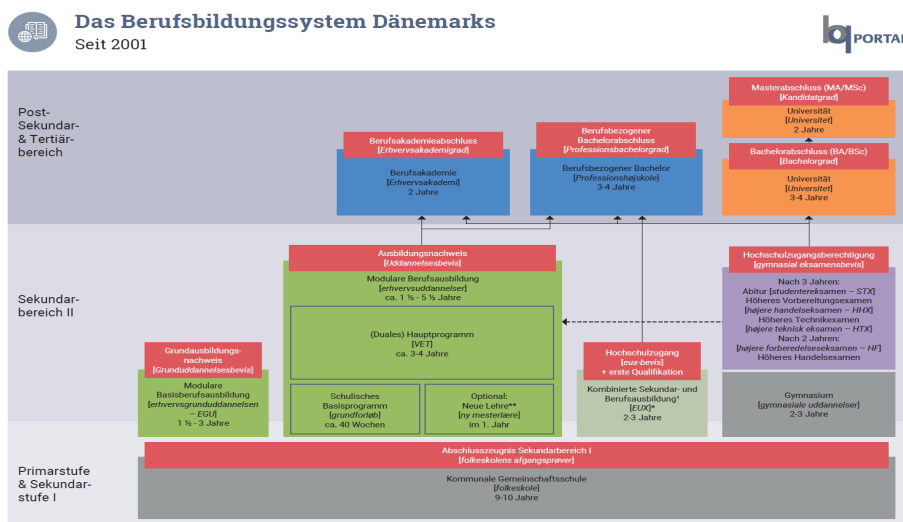 Das Berufsbildungssystem Dänemarks
Seit 2001
bq PORTAL
Post-
Sekundar-
& Tertiär-
bereich
Berufsakademieabschluss
[Erhvervsakademigrad]
Berufsakademie
[Erhvervsakademi]
2 Jahre
Berufsbezogener
Bachelorabschluss
[Professionsbachelorgrad]
Berufsbezogener Bachelor
[Professionshøjskole]
3-4 Jahre
Masterabschluss (MA/MSc)
[Kandidatgrad]
Universität
[Universitet]
2 Jahre
Bachelorabschluss (BA/BSc)
[Bachelorgrad]
Universität
[Universitet]
3-4 Jahre
Sekundar-
bereich II
Grundausbildungs-
nachweis
[Grunduddannelsesbevis]
Modulare
Basisberufsausbildung
[erhvervsgrunduddannelsen
– EGU]
1 ½ - 3 Jahre
Ausbildungsnachweis
[Uddannelsesbevis]
Modulare Berufsausbildung
[erhvervsuddannelser]
ca. 1 ½ - 5 ½ Jahre
(Duales) Hauptprogramm
[VET]
ca. 3-4 Jahre
Schulisches
Basisprogramm
[grundforløb]
ca. 40 Wochen
Optional:
Neue Lehre**
[ny mesterlære]
im 1. Jahr
Hochschulzugang
[eux-bevis]
+ erste Qualifikation
Kombinierte Sekundar- und
Berufsausbildung¹
[EUX]*
2-3 Jahre
Hochschulzugangsberechtigung
[gymnasial eksamensbevis]
Nach 3 Jahren:
Abitur [studentereksamen – STX]
Höheres Vorbereitungsexamen
[højere handelseksamen – HHX]
Höheres Technikexamen
[højere teknisk eksamen – HTX]
Nach 2 Jahren:
[højere forberedelseseksamen – HF]
Höheres Handelsexamen
Gymnasium
[gymnasiale uddannelser]
2-3 Jahre
Primarstufe
& Sekundar-
stufe I
Abschlusszeugnis Sekundarbereich I
[folkeskolens afgangsprøver]
Kommunale Gemeinschaftsschule
[folkeskole]
9-10 Jahre